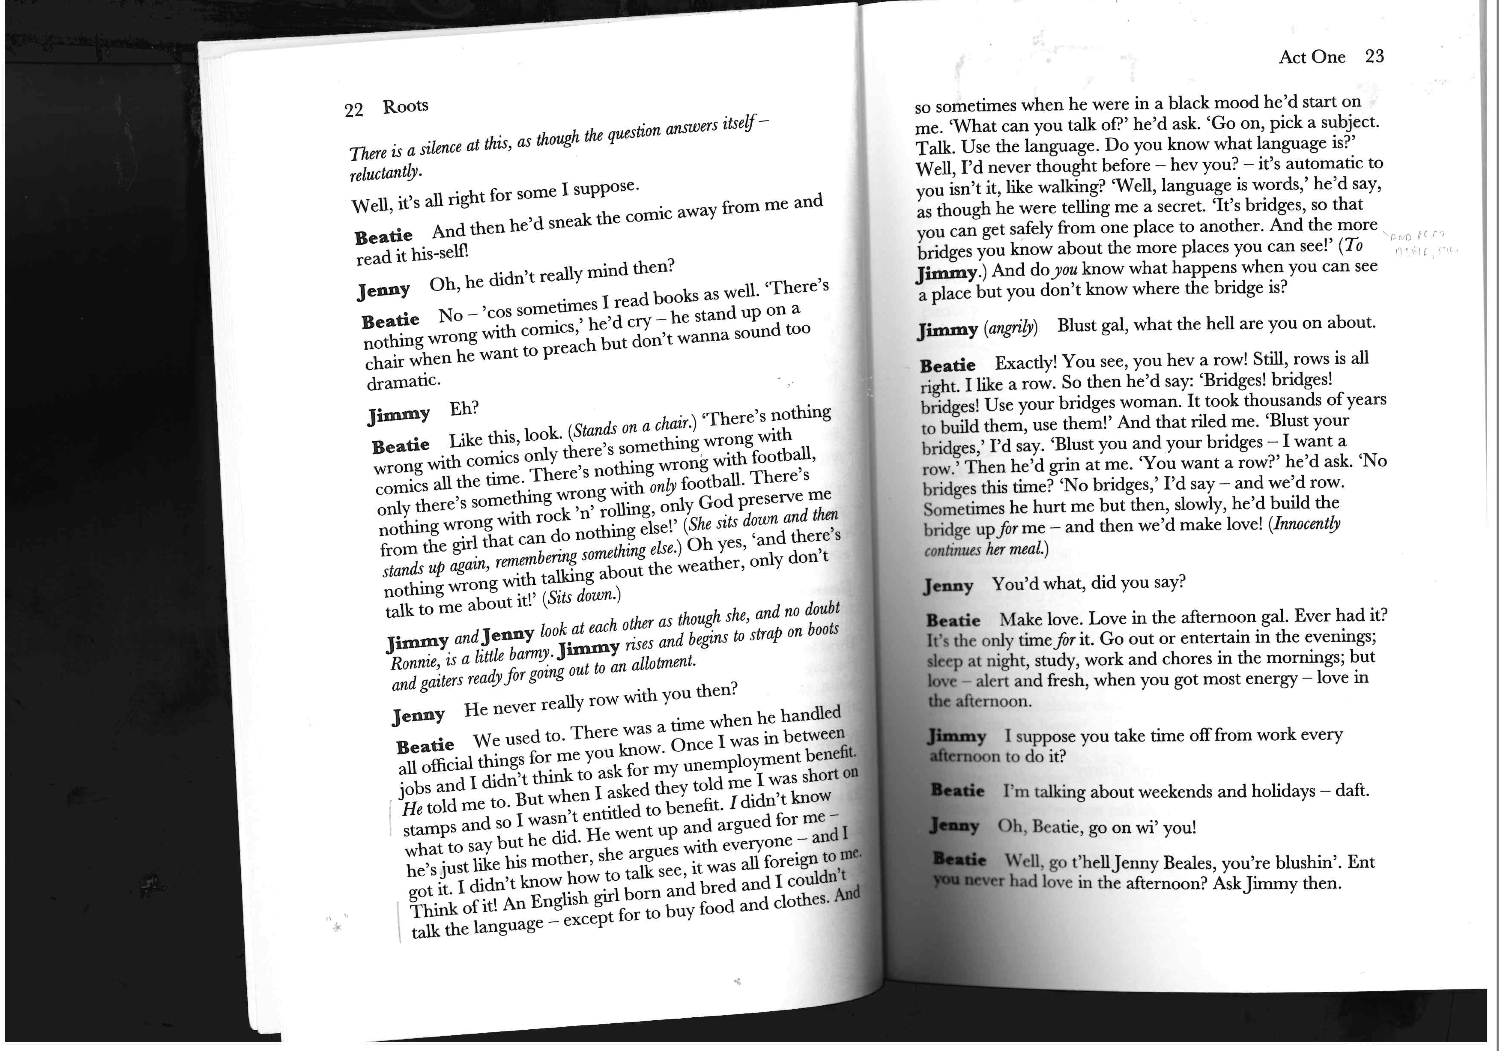 22 Roots
There is a silence at this, as though the question answers itself –
reluctantly.
Well, it's all right for some I suppose.
Beatie And then he'd sneak the comic away from me and
read it his-self!
Jenny Oh, he didn't really mind then?
Beatie No – 'cos sometimes I read books as well. 'There's
nothing wrong with comics,' he'd cry – he stand up on a
chair when he want to preach but don't wanna sound too
dramatic.
Jimmy Eh?
Beatie Like this, look. (Stands on a chair.) 'There's nothing
wrong with comics only there's something wrong with
comics all the time. There's nothing wrong with football,
only there's something wrong with only football. There's
nothing wrong with rock 'n' rolling, only God preserve me
from the girl that can do nothing else!' (She sits down and then
stands up again, remembering something else.) Oh yes, 'and there's
nothing wrong with talking about the weather, only don't
talk to me about it!' (Sits down.)
Jimmy and Jenny look at each other as though she, and no doubt
Ronnie, is a little barmy. Jimmy rises and begins to strap on boots
and gaiters ready for going out to an allotment.
Jenny He never really row with you then?
Beatie We used to. There was a time when he handled
all official things for me you know. Once I was in between
jobs and I didn't think to ask for my unemployment benefit.
He told me to. But when I asked they told me I was short on
stamps and so I wasn't entitled to benefit. I didn't know
what to say but he did. He went up and argued for me –
he's just like his mother, she argues with everyone – and I
got it. I didn't know how to talk see, it was all foreign to me.
Think of it! An English girl born and bred and I couldn't
talk the language – except for to buy food and clothes. And
Act One 23
so sometimes when he were in a black mood he'd start on
me. 'What can you talk of?' he'd ask. 'Go on, pick a subject.
Talk. Use the language. Do you know what language is?'
Well, I'd never thought before – hev you? – it's automatic to
you isn't it, like walking? 'Well, language is words,' he'd say,
as though he were telling me a secret. 'It's bridges, so that
you can get safely from one place to another. And the more
bridges you know about the more places you can see!' (To
Jimmy.) And do you know what happens when you can see
a place but you don't know where the bridge is?
Jimmy (angrily) Blust gal, what the hell are you on about.
Beatie Exactly! You see, you hev a row! Still, rows is all
right. I like a row. So then he'd say: 'Bridges! bridges!
bridges! Use your bridges woman. It took thousands of years
to build them, use them!' And that riled me. 'Blust your
bridges,' I'd say. 'Blust you and your bridges – I want a
row.' Then he'd grin at me. 'You want a row?' he'd ask. 'No
bridges this time? 'No bridges,' I'd say – and we'd row.
Sometimes he hurt me but then, slowly, he'd build the
bridge up for me – and then we'd make love! (Innocently
continues her meal.)
Jenny You'd what, did you say?
Beatie Make love. Love in the afternoon gal. Ever had it?
It's the only time for it. Go out or entertain in the evenings;
sleep at night, study, work and chores in the mornings; but
love – alert and fresh, when you got most energy – love in
the afternoon.
Jimmy I suppose you take time off from work every
afternoon to do it?
Beatie I'm talking about weekends and holidays – daft.
Jenny Oh, Beatie, go on wi' you!
Beatie Well, go t'hell Jenny Beales, you're blushin'. Ent
you never had love in the afternoon? Ask Jimmy then.